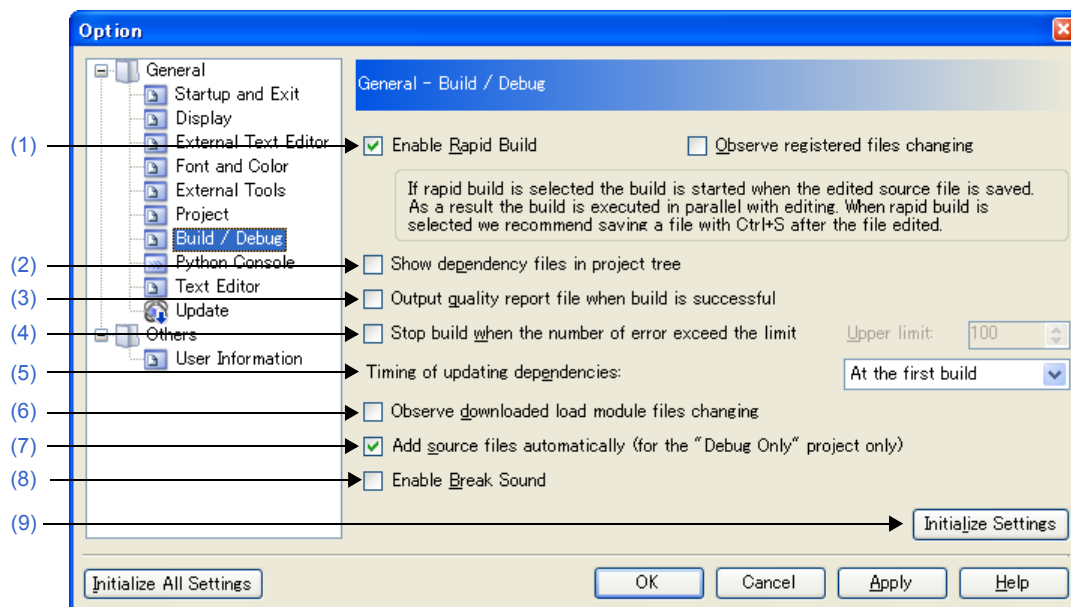 Option
General
Startup and Exit
Display
External Text Editor
Font and Color
External Tools
Project
Build / Debug
Python Console
Text Editor
Update
Others
User Information
General - Build / Debug
(1)
Enable Rapid Build
Observe registered files changing
If rapid build is selected the build is started when the edited source file is saved.
As a result the build is executed in parallel with editing. When rapid build is
selected we recommend saving a file with Ctrl+S after the file edited.
(2)
Show dependency files in project tree
(3)
Output quality report file when build is successful
(4)
Stop build when the number of error exceed the limit
Upper limit:
100
(5)
Timing of updating dependencies:
At the first build
(6)
Observe downloaded load module files changing
(7)
Add source files automatically (for the "Debug Only" project only)
(8)
Enable Break Sound
(9)
Initialize Settings
Initialize All Settings
OK
Cancel
Apply
Help